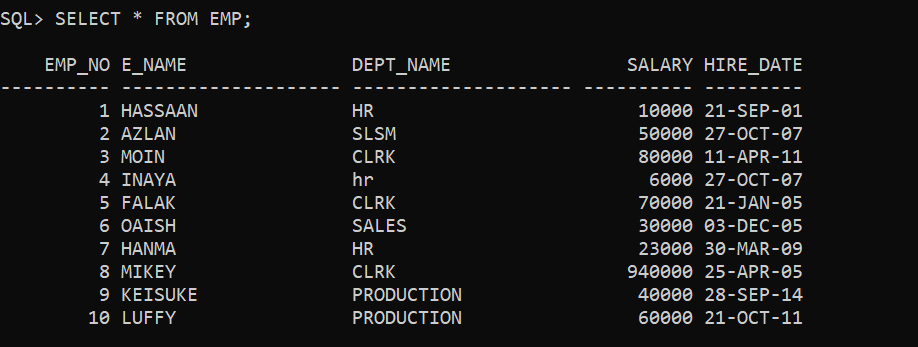 SQL> SELECT * FROM EMP;
EMP_NO E_NAME DEPT_NAME SALARY HIRE_DATE
---------- -------------------- -------------------- ---------- ---------
1 HASSAAN HR 10000 21-SEP-01
2 AZLAN SLSM 50000 27-OCT-07
3 MOIN CLRK 80000 11-APR-11
4 INAYA hr 6000 27-OCT-07
5 FALAK CLRK 70000 21-JAN-05
6 OAISH SALES 30000 03-DEC-05
7 HANMA HR 23000 30-MAR-09
8 MIKEY CLRK 940000 25-APR-05
9 KEISUKE PRODUCTION 40000 28-SEP-14
10 LUFFY PRODUCTION 60000 21-OCT-11